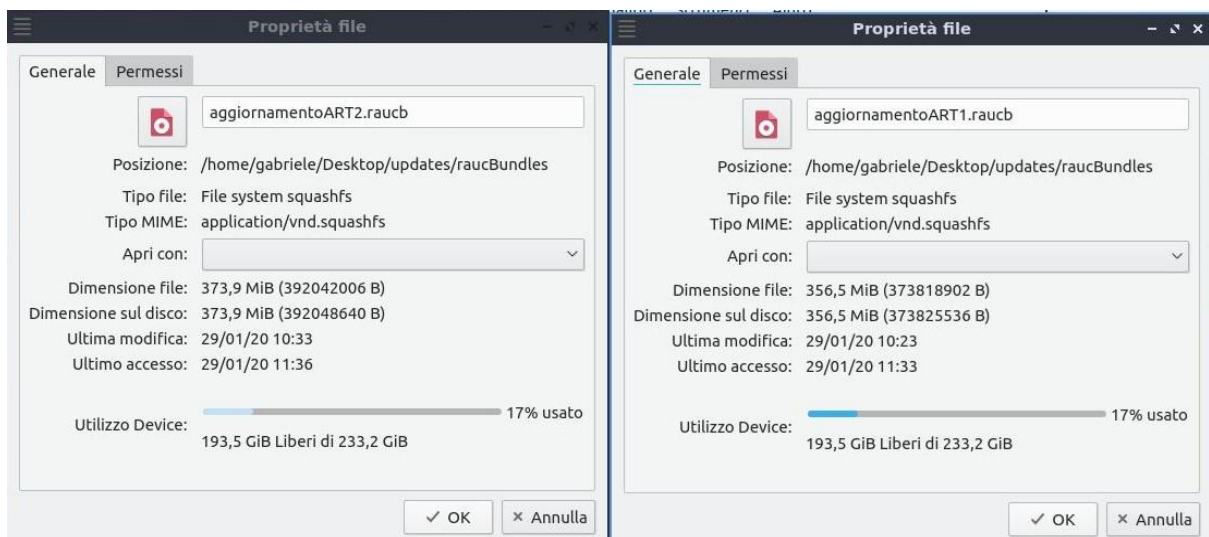 Proprietà file
Generale Permessi
aggiornamentoART2.raucb
Posizione: /home/gabriele/Desktop/updates/raucBundles
Tipo file: File system squashfs
Tipo MIME: application/vnd.squashfs
Apri con:
Dimensione file: 373,9 MiB (392042006 B)
Dimensione sul disco: 373,9 MiB (392048640 B)
Ultima modifica: 29/01/20 10:33
Ultimo accesso: 29/01/20 11:36
Utilizzo Device: 17% usato
193,5 GiB Liberi di 233,2 GiB
OK Annulla
Proprietà file
Generale Permessi
aggiornamentoART1.raucb
Posizione: /home/gabriele/Desktop/updates/raucBundles
Tipo file: File system squashfs
Tipo MIME: application/vnd.squashfs
Apri con:
Dimensione file: 356,5 MiB (373818902 B)
Dimensione sul disco: 356,5 MiB (373825536 B)
Ultima modifica: 29/01/20 10:23
Ultimo accesso: 29/01/20 11:33
Utilizzo Device: 17% usato
193,5 GiB Liberi di 233,2 GiB
OK Annulla